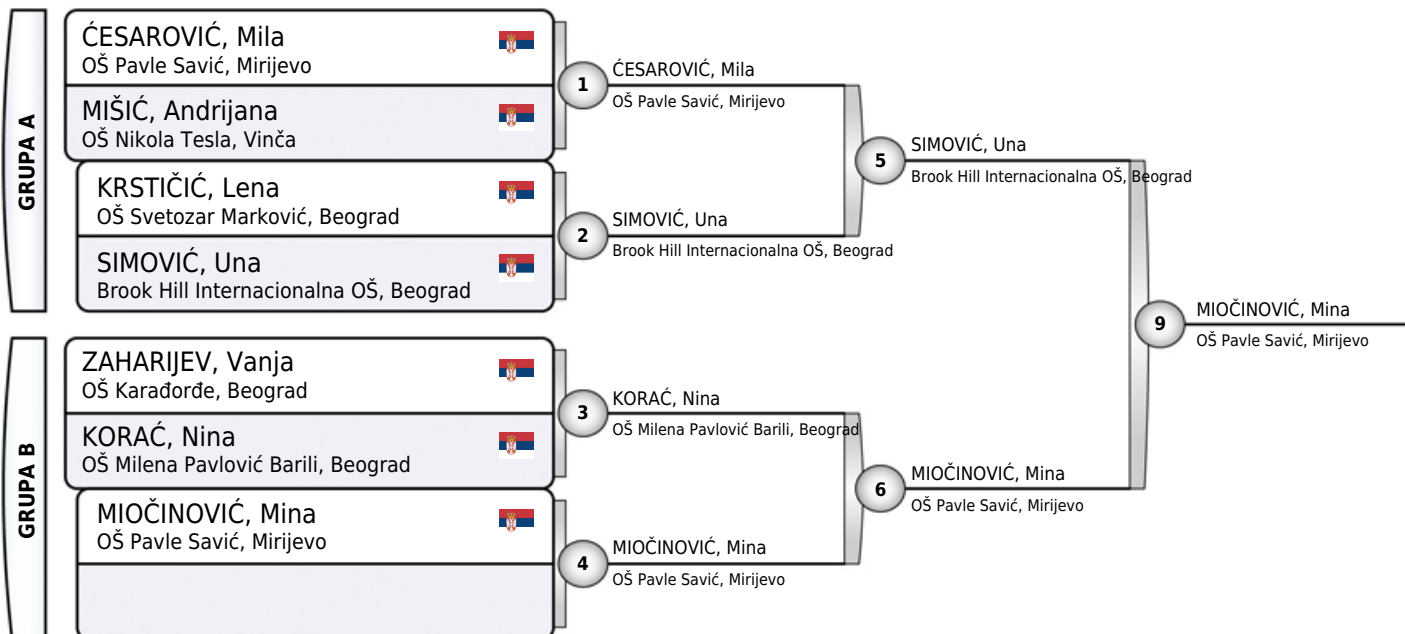 GRUPA A
ĆESAROVIĆ, Mila
OŠ Pavle Savić, Mirijevo
MIŠIĆ, Andrijana
OŠ Nikola Tesla, Vinča
KRSTIČIĆ, Lena
OŠ Svetozar Marković, Beograd
SIMOVIĆ, Una
Brook Hill Internacionalna OŠ, Beograd
GRUPA B
ZAHARIJEV, Vanja
OŠ Karađorđe, Beograd
KORAĆ, Nina
OŠ Milena Pavlović Barili, Beograd
MIOČINOVIĆ, Mina
OŠ Pavle Savić, Mirijevo
1
ĆESAROVIĆ, Mila
OŠ Pavle Savić, Mirijevo
2
SIMOVIĆ, Una
Brook Hill Internacionalna OŠ, Beograd
3
KORAĆ, Nina
OŠ Milena Pavlović Barili, Beograd
4
MIOČINOVIĆ, Mina
OŠ Pavle Savić, Mirijevo
5
SIMOVIĆ, Una
Brook Hill Internacionalna OŠ, Beograd
6
MIOČINOVIĆ, Mina
OŠ Pavle Savić, Mirijevo
9
MIOČINOVIĆ, Mina
OŠ Pavle Savić, Mirijevo